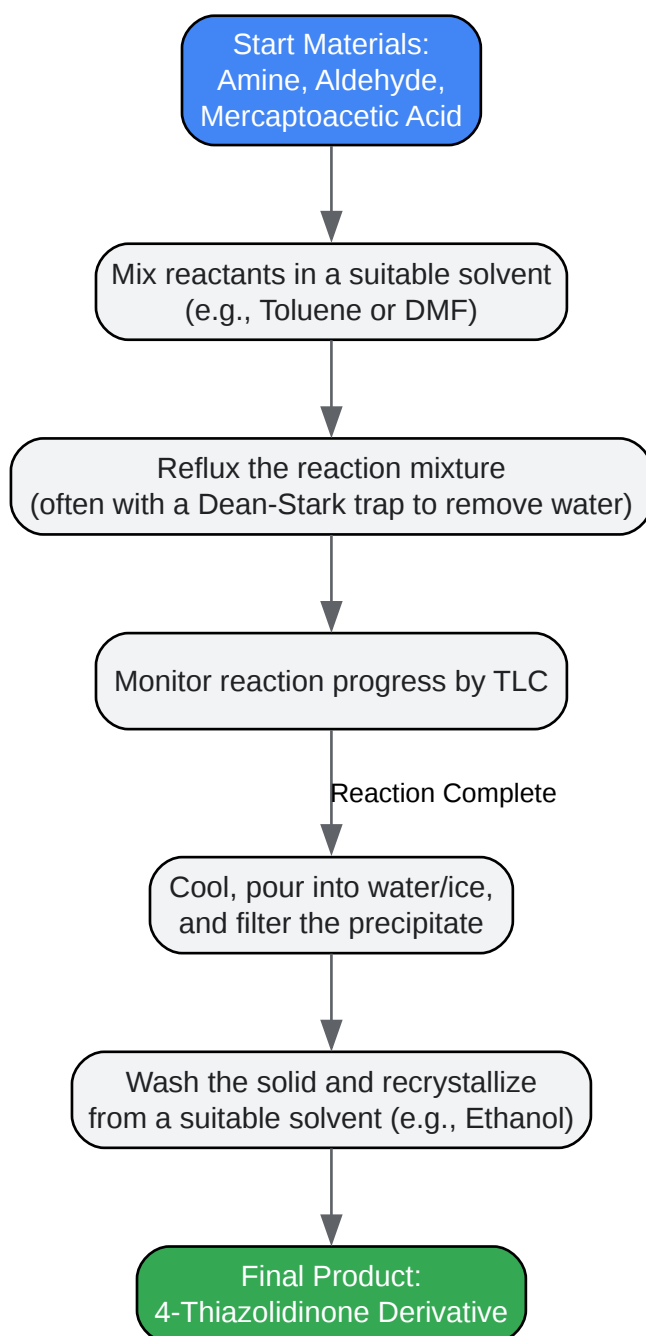 Start Materials:
Amine, Aldehyde,
Mercaptoacetic Acid
Mix reactants in a suitable solvent
(e.g., Toluene or DMF)
Reflux the reaction mixture
(often with a Dean-Stark trap to remove water)
Monitor reaction progress by TLC
Reaction Complete
Cool, pour into water/ice,
and filter the precipitate
Wash the solid and recrystallize
from a suitable solvent (e.g., Ethanol)
Final Product:
4-Thiazolidinone Derivative